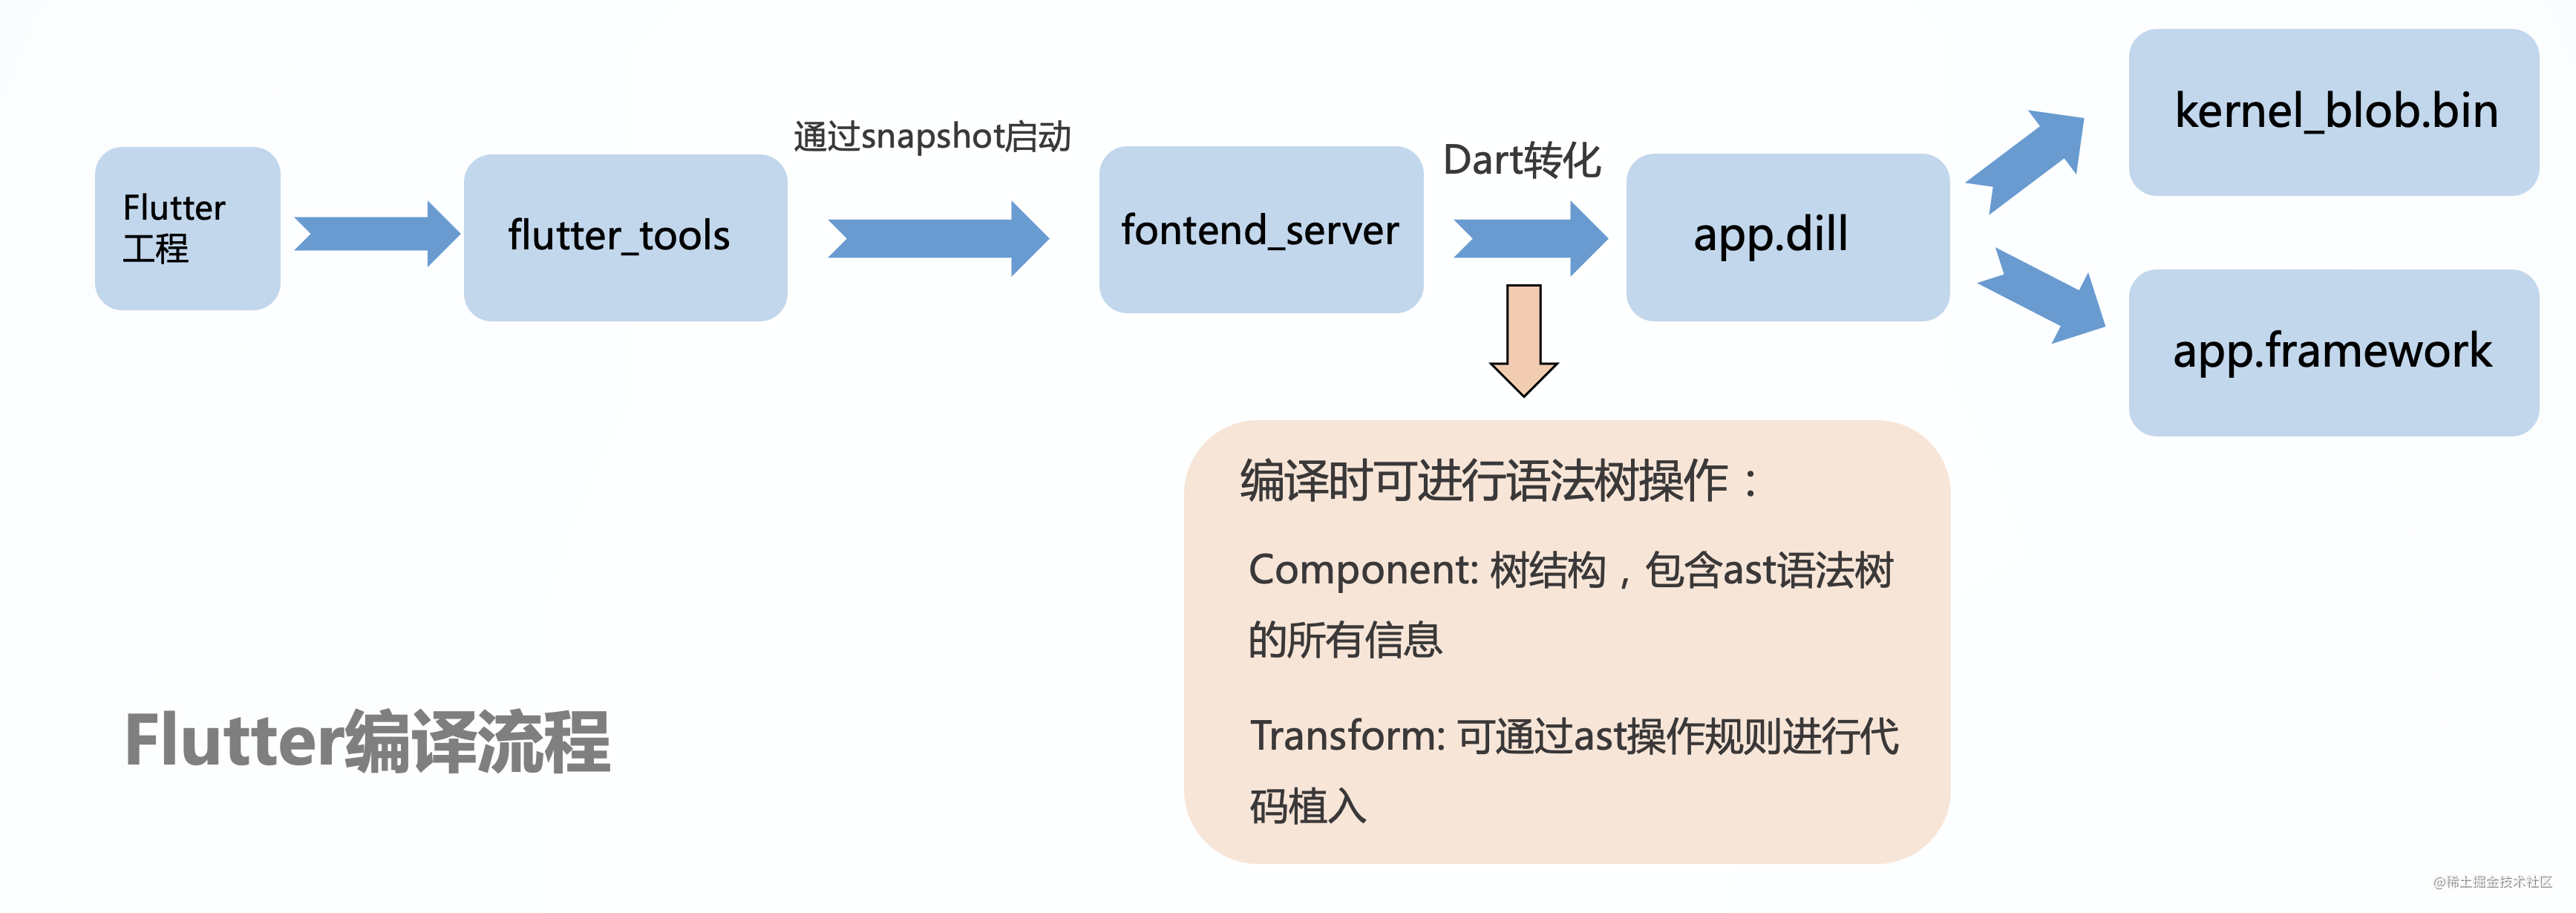 Flutter
工程
flutter_tools
通过snapshot启动
fontend_server
Dart转化
app.dill
kernel_blob.bin
app.framework
编译时可进行语法树操作：
Component: 树结构，包含ast语法树
的所有信息
Transform: 可通过ast操作规则进行代
码植入
Flutter编译流程
@稀土掘金技术社区